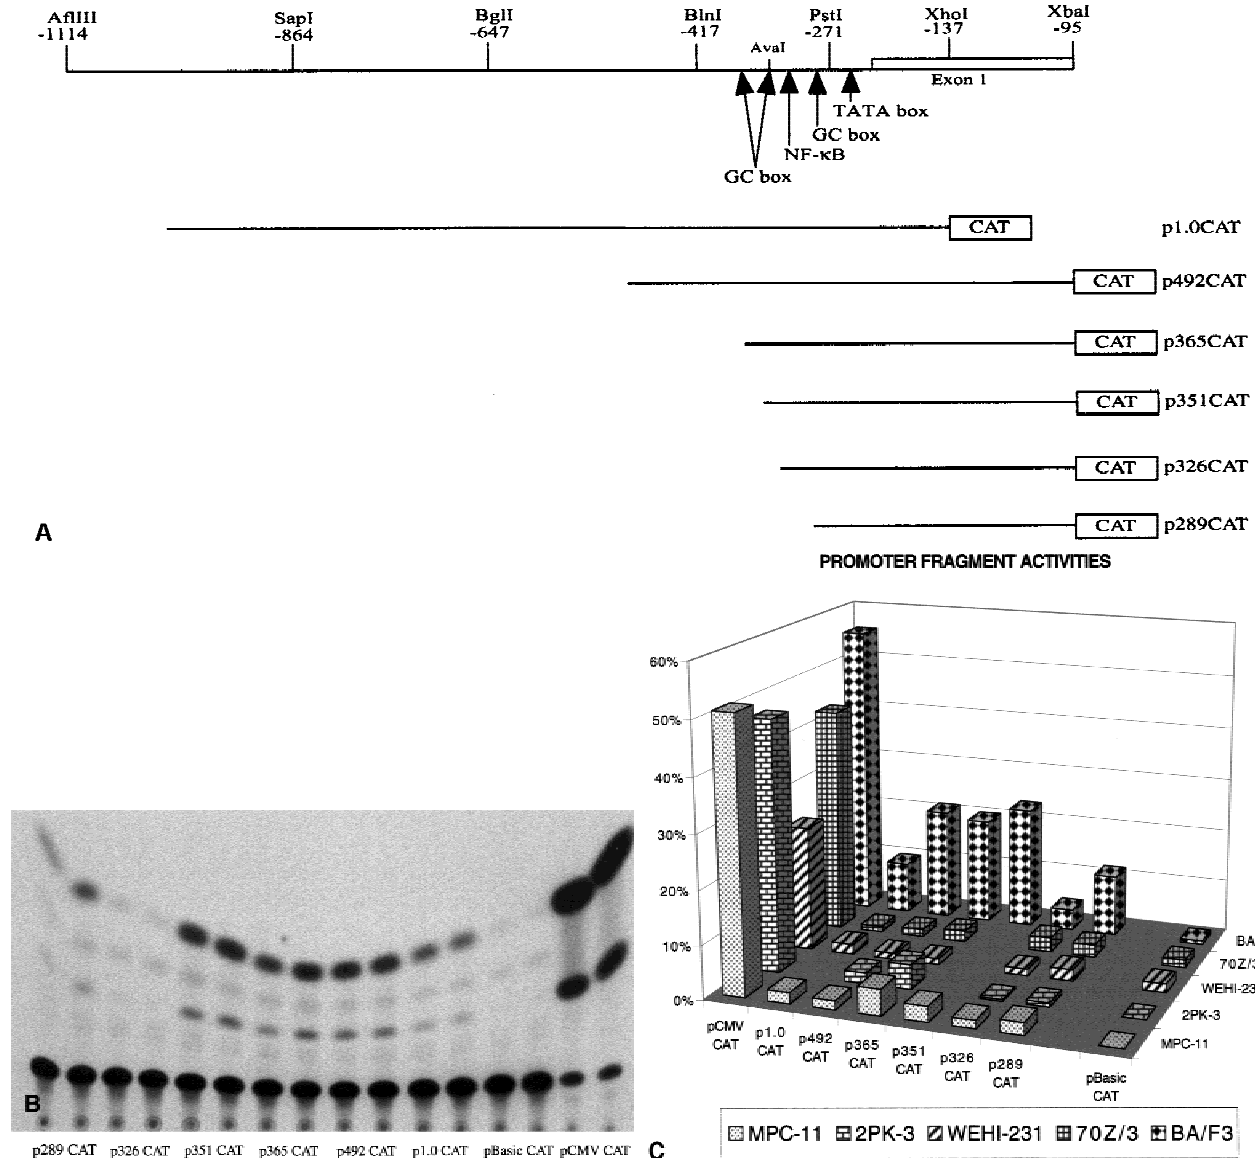 AflIII SapI BglI BlnI PstI XhoI XbaI
-1114 -864 -647 -417 -271 -137 -95
AvaI
Exon 1
TATA box
GC box
NF-κB
GC box
CAT p1.0CAT
CAT p492CAT
CAT p365CAT
CAT p351CAT
CAT p326CAT
A
CAT p289CAT
PROMOTER FRAGMENT ACTIVITIES
60%
50%
40%
30%
20%
10%
0%
pCMV CAT
p1.0 CAT
p492 CAT
p365 CAT
p351 CAT
p326 CAT
p289 CAT
pBasic CAT
BA
70Z/3
WEHI-23
2PK-3
MPC-11
B
p289 CAT p326 CAT p351 CAT p365 CAT p492 CAT p1.0 CAT pBasic CAT pCMV CAT
C
MPC-11 2PK-3 WEHI-231 70Z/3 BA/F3